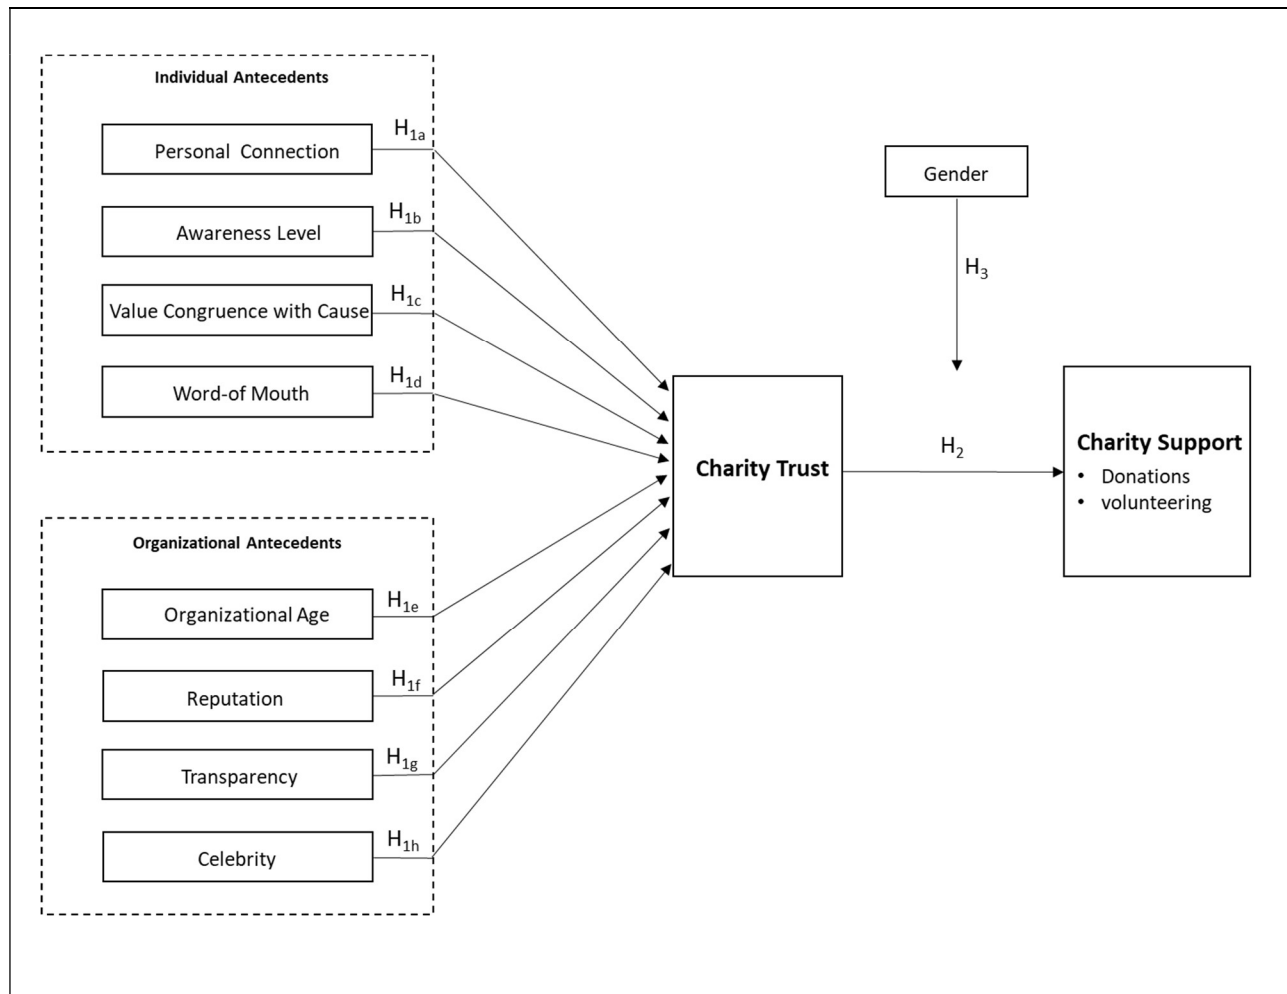 Individual Antecedents
Personal Connection
H1a
Awareness Level
H1b
Value Congruence with Cause
H1c
Word-of Mouth
H1d
Organizational Antecedents
Organizational Age
H1e
Reputation
H1f
Transparency
H1g
Celebrity
H1h
Charity Trust
Gender
H3
H2
Charity Support
• Donations
• volunteering